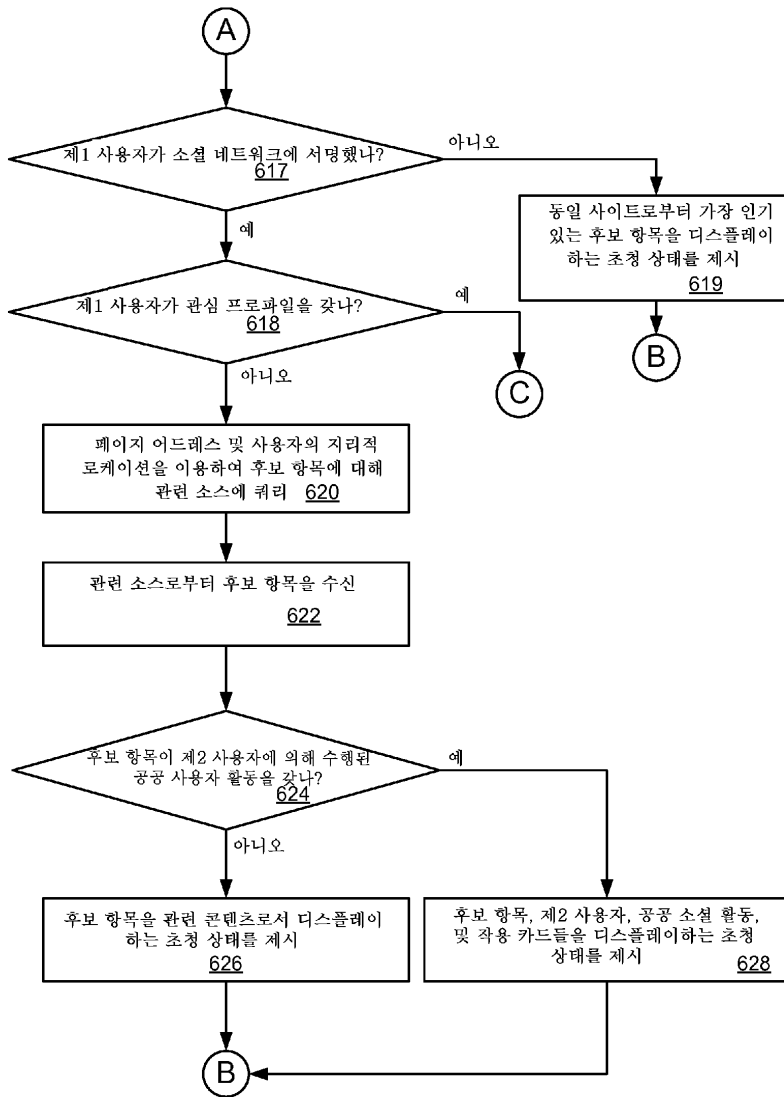 A
제1 사용자가 소셜 네트워크에 서명했나?
617
아니오
예
동일 사이트로부터 가장 인기
있는 후보 항목을 디스플레이
하는 초청 상태를 제시
619
B
제1 사용자가 관심 프로파일을 갖나?
618
예
C
아니오
페이지 어드레스 및 사용자의 지리적
로케이션을 이용하여 후보 항목에 대해
관련 소스에 쿼리 620
관련 소스로부터 후보 항목을 수신
622
후보 항목이 제2 사용자에 의해 수행된
공공 사용자 활동을 갖나?
624
예
아니오
후보 항목을 관련 콘텐츠로서 디스플레이
하는 초청 상태를 제시
626
후보 항목, 제2 사용자, 공공 소셜 활동,
및 작용 카드들을 디스플레이하는 초청
상태를 제시 628
B